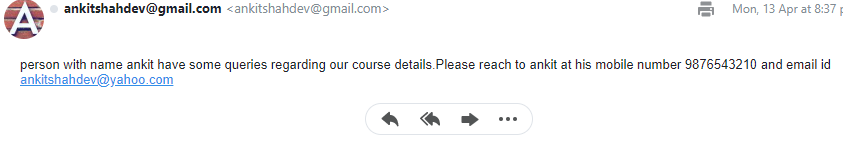 A
ankitshahdev@gmail.com <ankitshahdev@gmail.com>
Mon, 13 Apr at 8:37 p
person with name ankit have some queries regarding our course details.Please reach to ankit at his mobile number 9876543210 and email id
ankitshahdev@yahoo.com